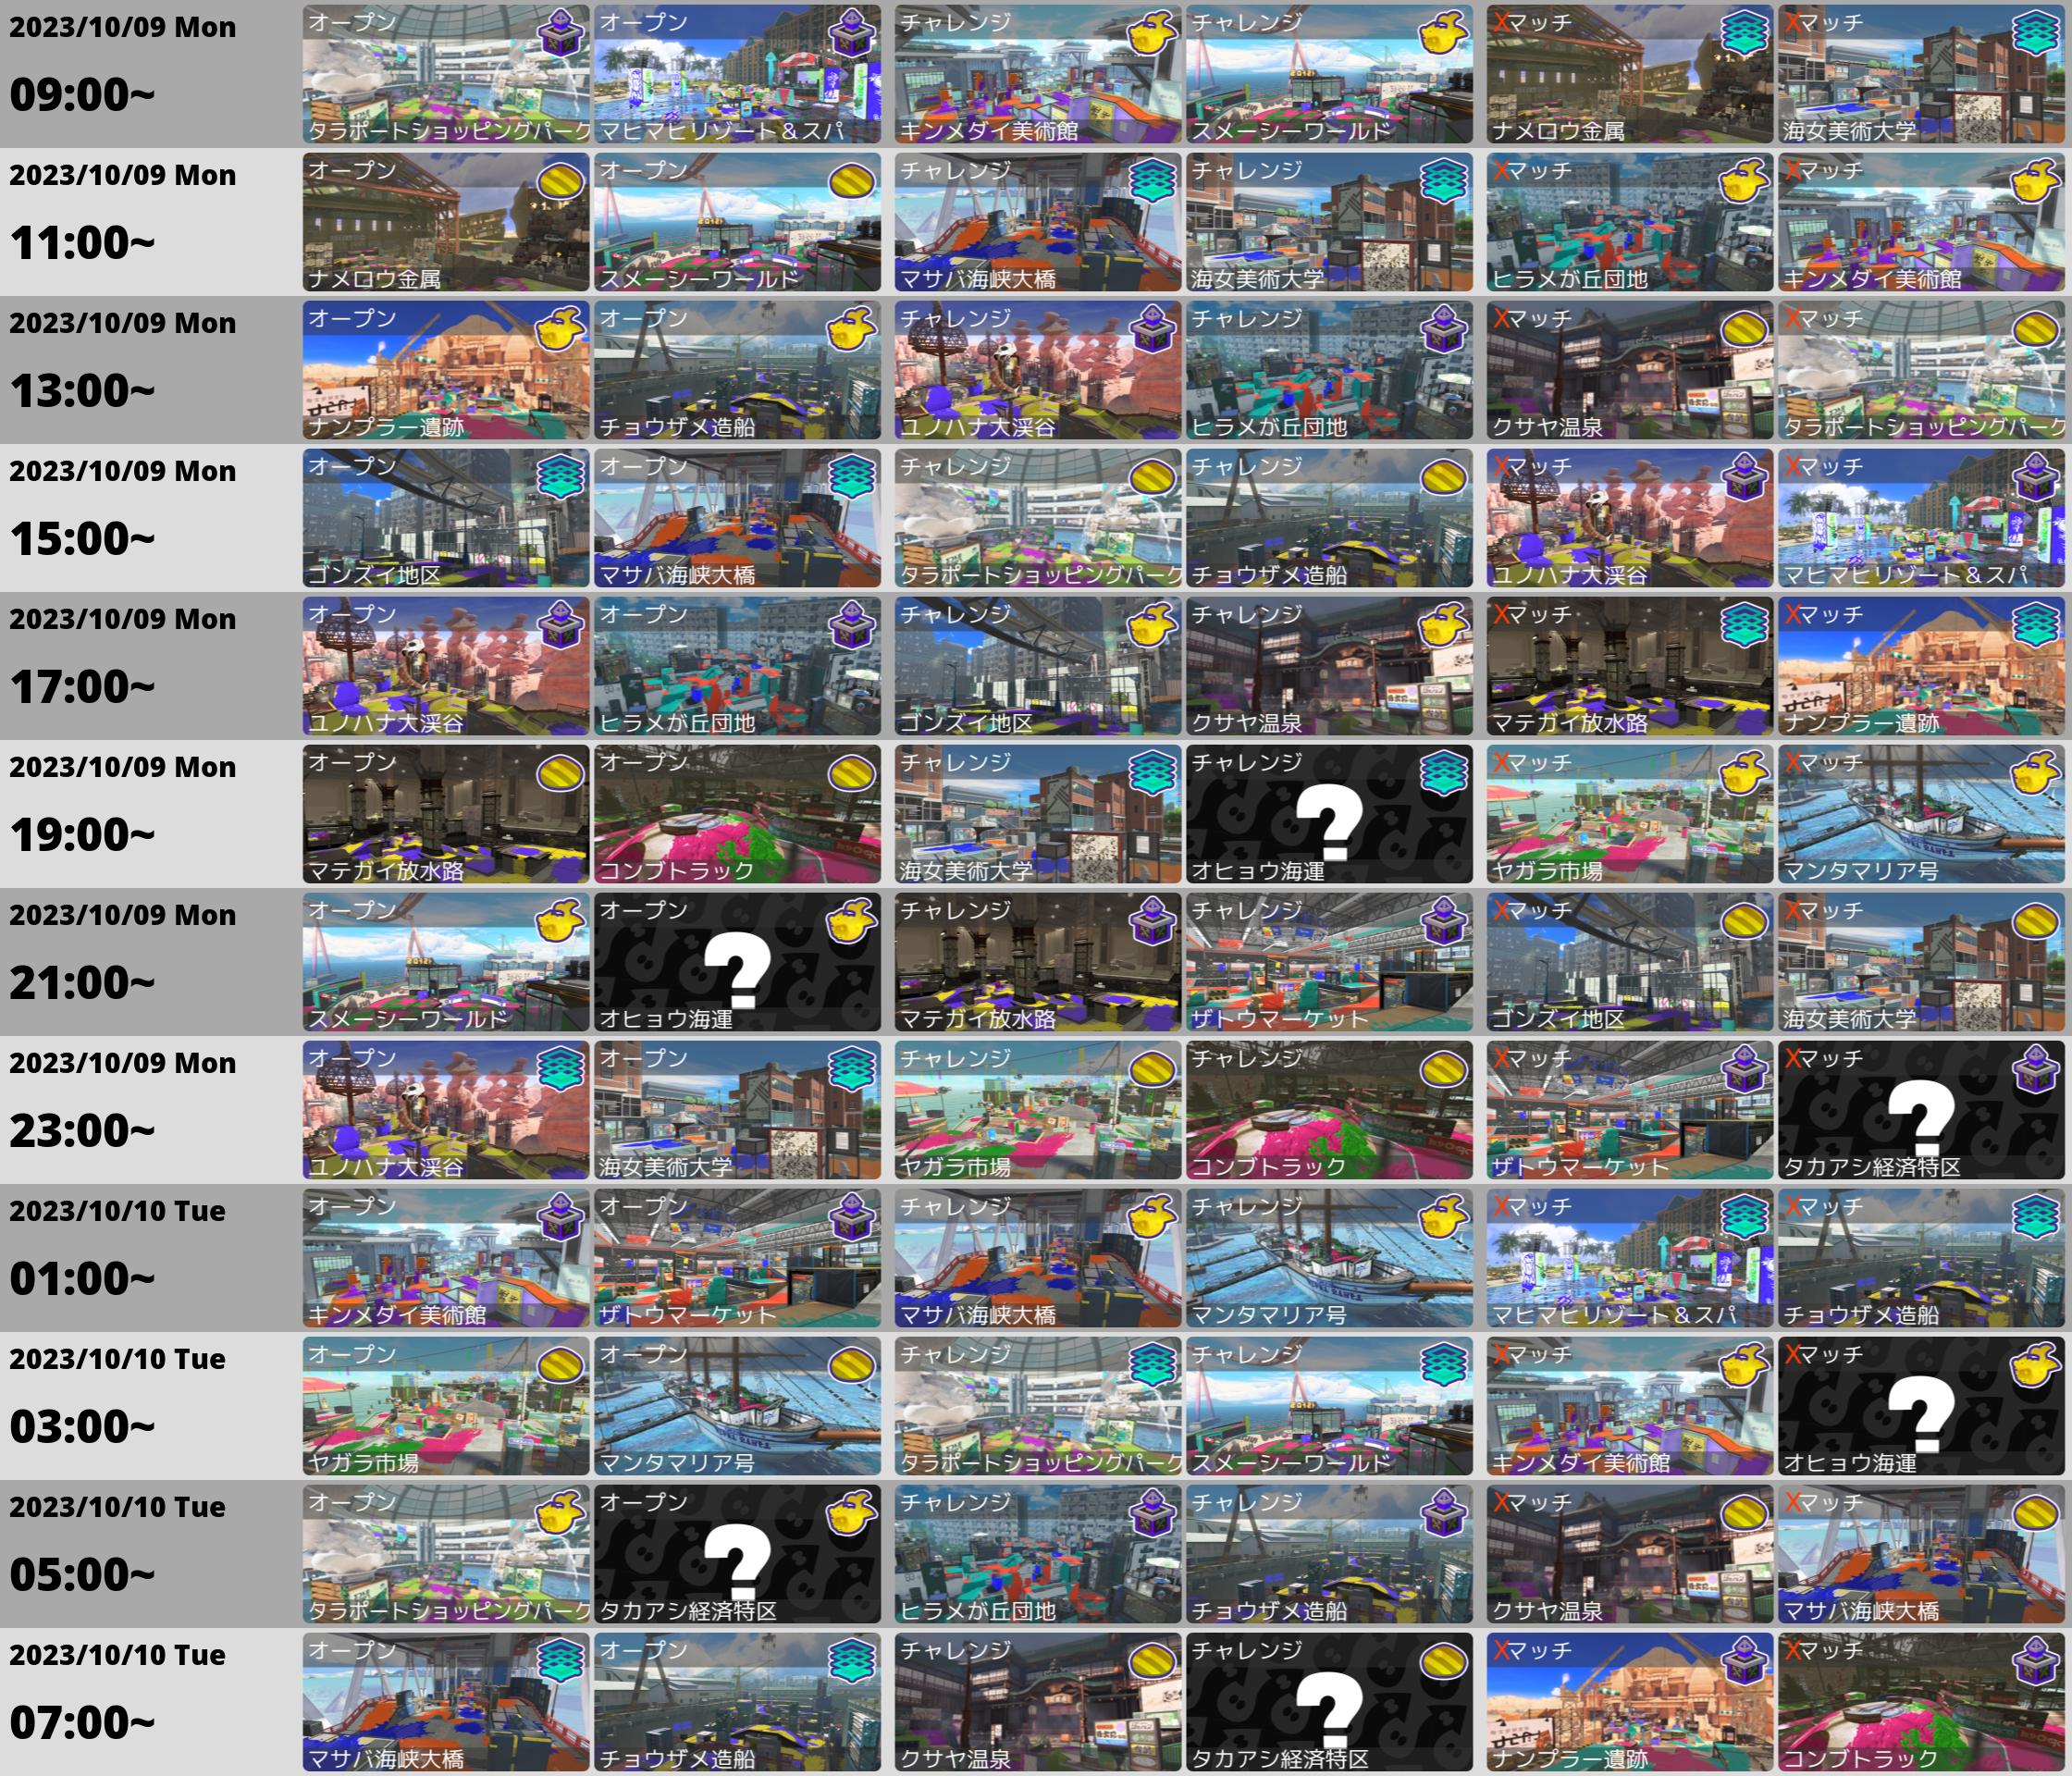 2023/10/09 Mon
09:00~
オープン
タラポートショッピングパーク
オープン
マヒマヒリゾート＆スパ
チャレンジ
キンメダイ美術館
チャレンジ
スメーシーワールド
Xマッチ
ナメロウ金属
Xマッチ
海女美術大学
2023/10/09 Mon
11:00~
オープン
ナメロウ金属
オープン
スメーシーワールド
チャレンジ
マサバ海峡大橋
チャレンジ
海女美術大学
Xマッチ
ヒラメが丘団地
Xマッチ
キンメダイ美術館
2023/10/09 Mon
13:00~
オープン
ナンプラー遺跡
オープン
チョウザメ造船
チャレンジ
ユノハナ大渓谷
チャレンジ
ヒラメが丘団地
Xマッチ
クサヤ温泉
Xマッチ
タラポートショッピングパーク
2023/10/09 Mon
15:00~
オープン
ゴンズイ地区
オープン
マサバ海峡大橋
チャレンジ
タラポートショッピングパーク
チャレンジ
チョウザメ造船
Xマッチ
ユノハナ大渓谷
Xマッチ
マヒマヒリゾート＆スパ
2023/10/09 Mon
17:00~
オープン
ユノハナ大渓谷
オープン
ヒラメが丘団地
チャレンジ
ゴンズイ地区
チャレンジ
クサヤ温泉
Xマッチ
マテガイ放水路
Xマッチ
ナンプラー遺跡
2023/10/09 Mon
19:00~
オープン
マテガイ放水路
オープン
コンブトラック
チャレンジ
海女美術大学
チャレンジ
?
オヒョウ海運
Xマッチ
ヤガラ市場
Xマッチ
マンタマリア号
2023/10/09 Mon
21:00~
オープン
スメーシーワールド
オープン
?
オヒョウ海運
チャレンジ
マテガイ放水路
チャレンジ
ザトウマーケット
Xマッチ
ゴンズイ地区
Xマッチ
海女美術大学
2023/10/09 Mon
23:00~
オープン
ユノハナ大渓谷
オープン
海女美術大学
チャレンジ
ヤガラ市場
チャレンジ
コンブトラック
Xマッチ
ザトウマーケット
Xマッチ
?
タカアシ経済特区
2023/10/10 Tue
01:00~
オープン
キンメダイ美術館
オープン
ザトウマーケット
チャレンジ
マサバ海峡大橋
チャレンジ
マンタマリア号
Xマッチ
マヒマヒリゾート＆スパ
Xマッチ
チョウザメ造船
2023/10/10 Tue
03:00~
オープン
ヤガラ市場
オープン
マンタマリア号
チャレンジ
タラポートショッピングパーク
チャレンジ
スメーシーワールド
Xマッチ
キンメダイ美術館
Xマッチ
?
オヒョウ海運
2023/10/10 Tue
05:00~
オープン
タラポートショッピングパーク
オープン
?
タカアシ経済特区
チャレンジ
ヒラメが丘団地
チャレンジ
チョウザメ造船
Xマッチ
クサヤ温泉
Xマッチ
マサバ海峡大橋
2023/10/10 Tue
07:00~
オープン
マサバ海峡大橋
オープン
チョウザメ造船
チャレンジ
クサヤ温泉
チャレンジ
?
タカアシ経済特区
Xマッチ
ナンプラー遺跡
Xマッチ
コンブトラック